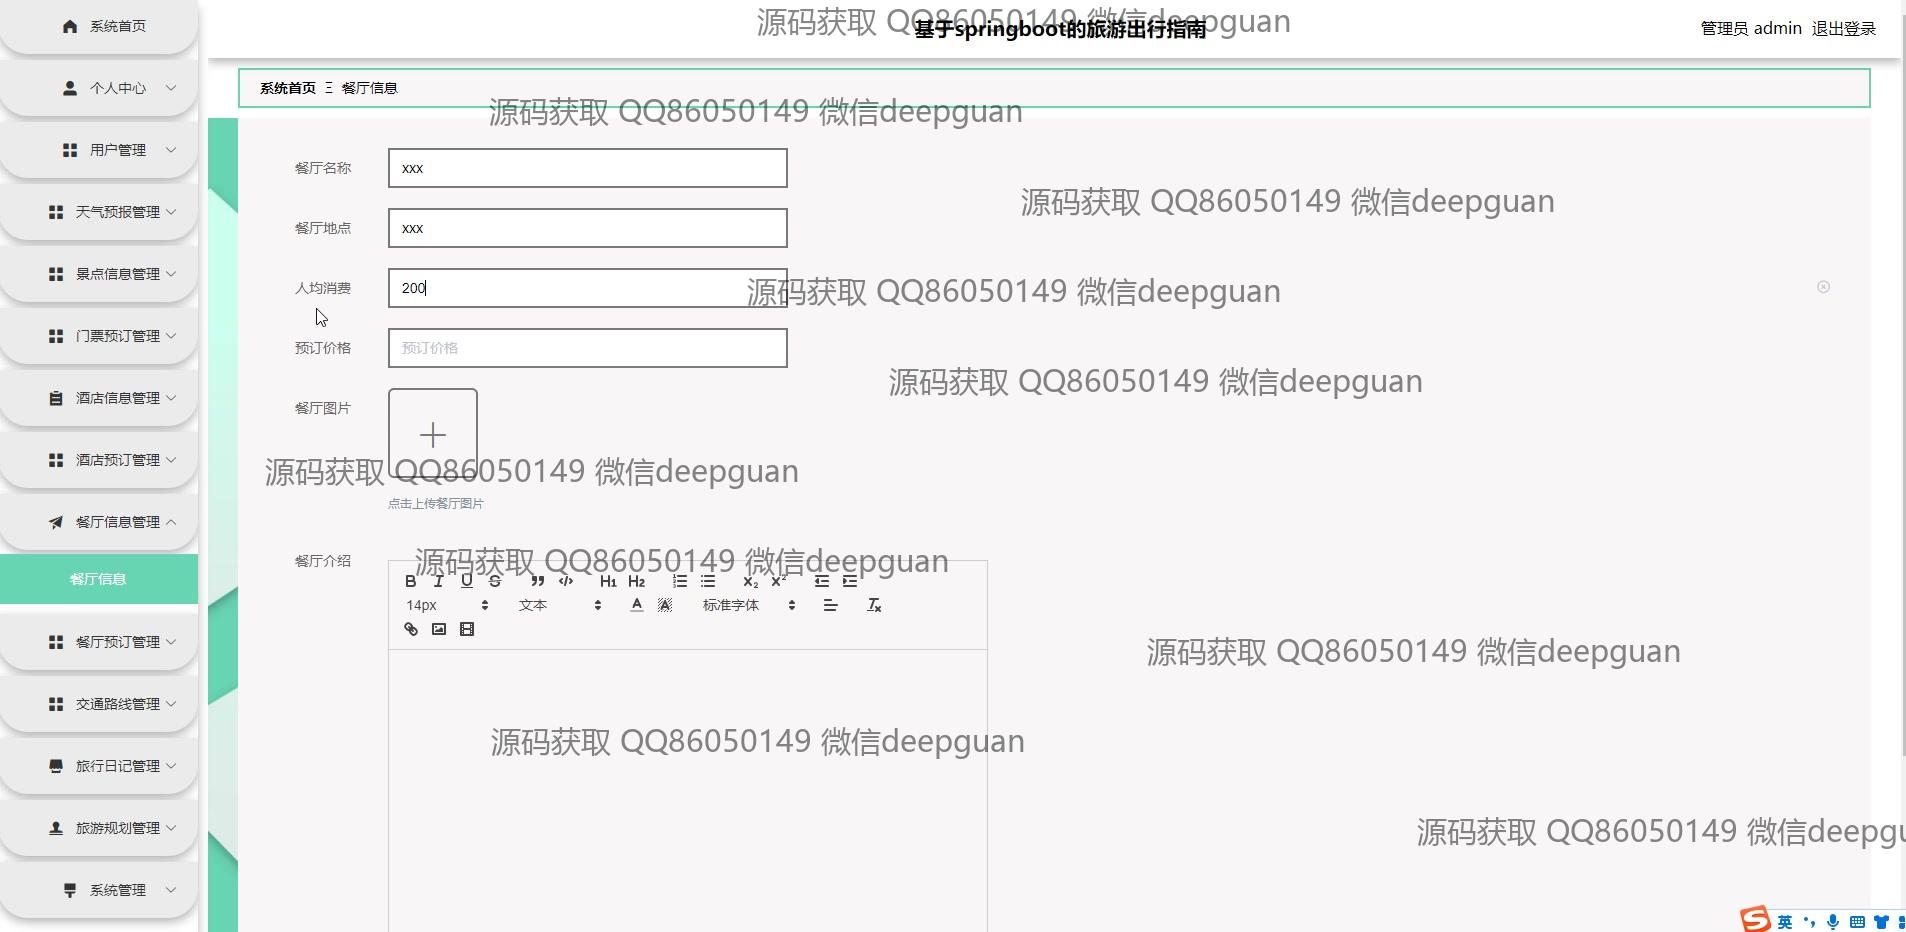 系统首页
个人中心
用户管理
天气预报管理
景点信息管理
门票预订管理
酒店信息管理
酒店预订管理
餐厅信息管理
餐厅信息
餐厅预订管理
交通路线管理
旅行日记管理
旅游规划管理
系统管理
基于springboot的旅游出行指南
管理员 admin 退出登录
源码获取 QQ86050149 微信deepguan
系统首页 Ξ 餐厅信息
源码获取 QQ86050149 微信deepguan
餐厅名称 xxx
源码获取 QQ86050149 微信deepguan
餐厅地点 xxx
人均消费 200
源码获取 QQ86050149 微信deepguan
预订价格 预订价格
源码获取 QQ86050149 微信deepguan
餐厅图片
源码获取 QQ86050149 微信deepguan
点击上传餐厅图片
餐厅介绍
源码获取 QQ86050149 微信deepguan
B I U S H1 H2 X₂ X²
14px 文本 A A 标准字体 Tx
源码获取 QQ86050149 微信deepguan
源码获取 QQ86050149 微信deepguan
源码获取 QQ86050149 微信deepgu
S 英